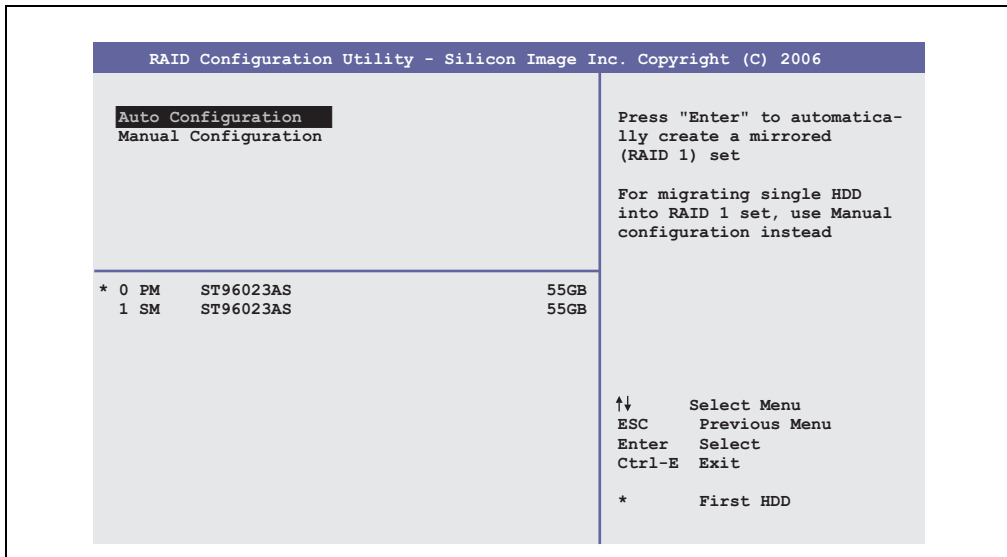 RAID Configuration Utility - Silicon Image Inc. Copyright (C) 2006
Auto Configuration
Manual Configuration
* 0 PM ST96023AS 55GB
1 SM ST96023AS 55GB
Press "Enter" to automatica-
lly create a mirrored
(RAID 1) set
For migrating single HDD
into RAID 1 set, use Manual
configuration instead
↑↓ Select Menu
ESC Previous Menu
Enter Select
Ctrl-E Exit
* First HDD